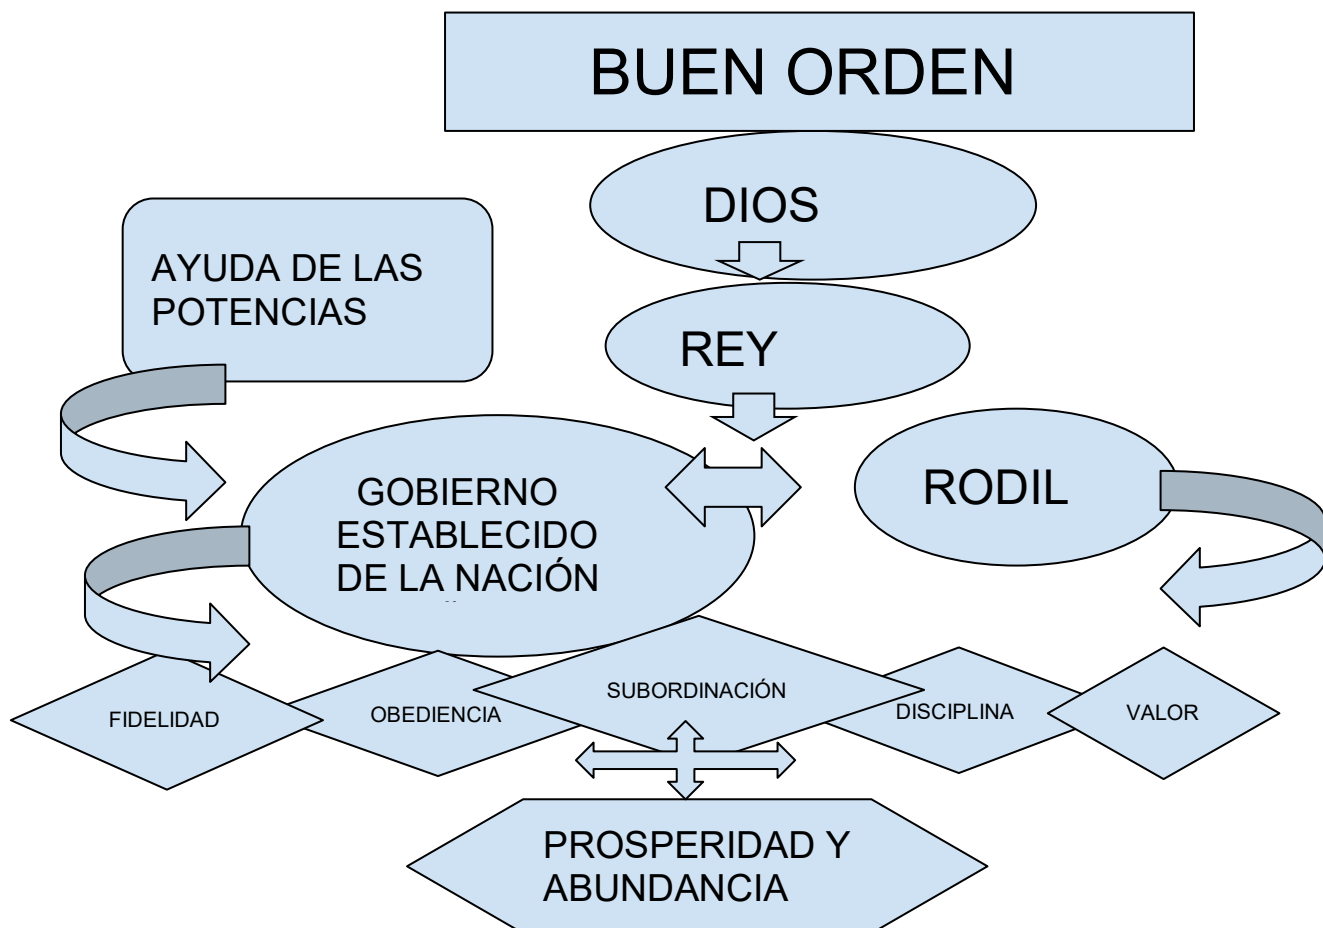 BUEN ORDEN
DIOS
AYUDA DE LAS
POTENCIAS
REY
GOBIERNO
ESTABLECIDO
DE LA NACIÓN
RODIL
FIDELIDAD
OBEDIENCIA
SUBORDINACIÓN
DISCIPLINA
VALOR
PROSPERIDAD Y
ABUNDANCIA